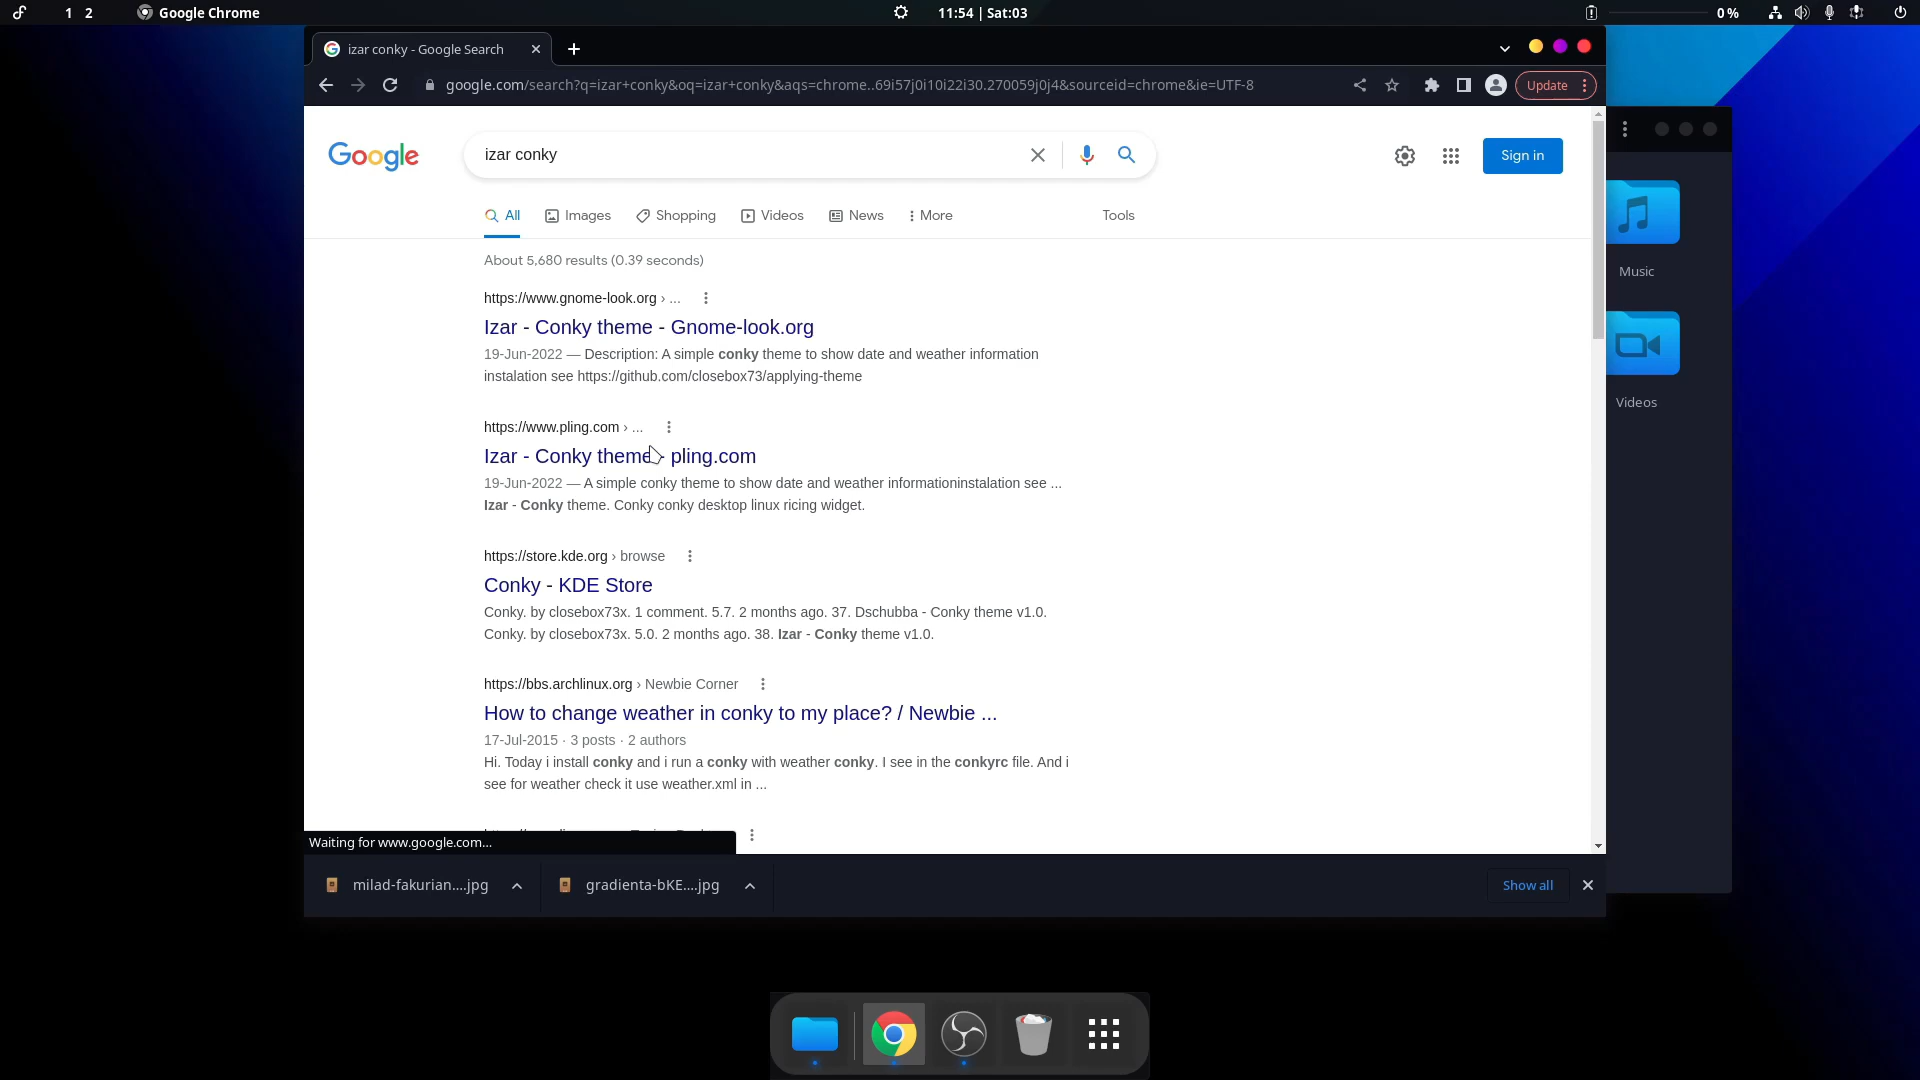 1 2 Google Chrome 11:54 | Sat:03 0 %
izar conky - Google Search
google.com/search?q=izar+conky&oq=izar+conky&aqs=chrome..69i57j0i10i22i30.270059j0j4&sourceid=chrome&ie=UTF-8 Update
Google izar conky Sign in
All Images Shopping Videos News More Tools
About 5,680 results (0.39 seconds)
https://www.gnome-look.org › ...
Izar - Conky theme - Gnome-look.org
19-Jun-2022 — Description: A simple conky theme to show date and weather information
instalation see https://github.com/closebox73/applying-theme
https://www.pling.com › ...
Izar - Conky theme - pling.com
19-Jun-2022 — A simple conky theme to show date and weather informationinstalation see ...
Izar - Conky theme. Conky conky desktop linux ricing widget.
https://store.kde.org › browse
Conky - KDE Store
Conky. by closebox73x. 1 comment. 5.7. 2 months ago. 37. Dschubba - Conky theme v1.0.
Conky. by closebox73x. 5.0. 2 months ago. 38. Izar - Conky theme v1.0.
https://bbs.archlinux.org › Newbie Corner
How to change weather in conky to my place? / Newbie ...
17-Jul-2015 · 3 posts · 2 authors
Hi. Today i install conky and i run a conky with weather conky. I see in the conkyrc file. And i
see for weather check it use weather.xml in ...
Waiting for www.google.com...
milad-fakurian....jpg gradienta-bKE....jpg Show all
Music
Videos